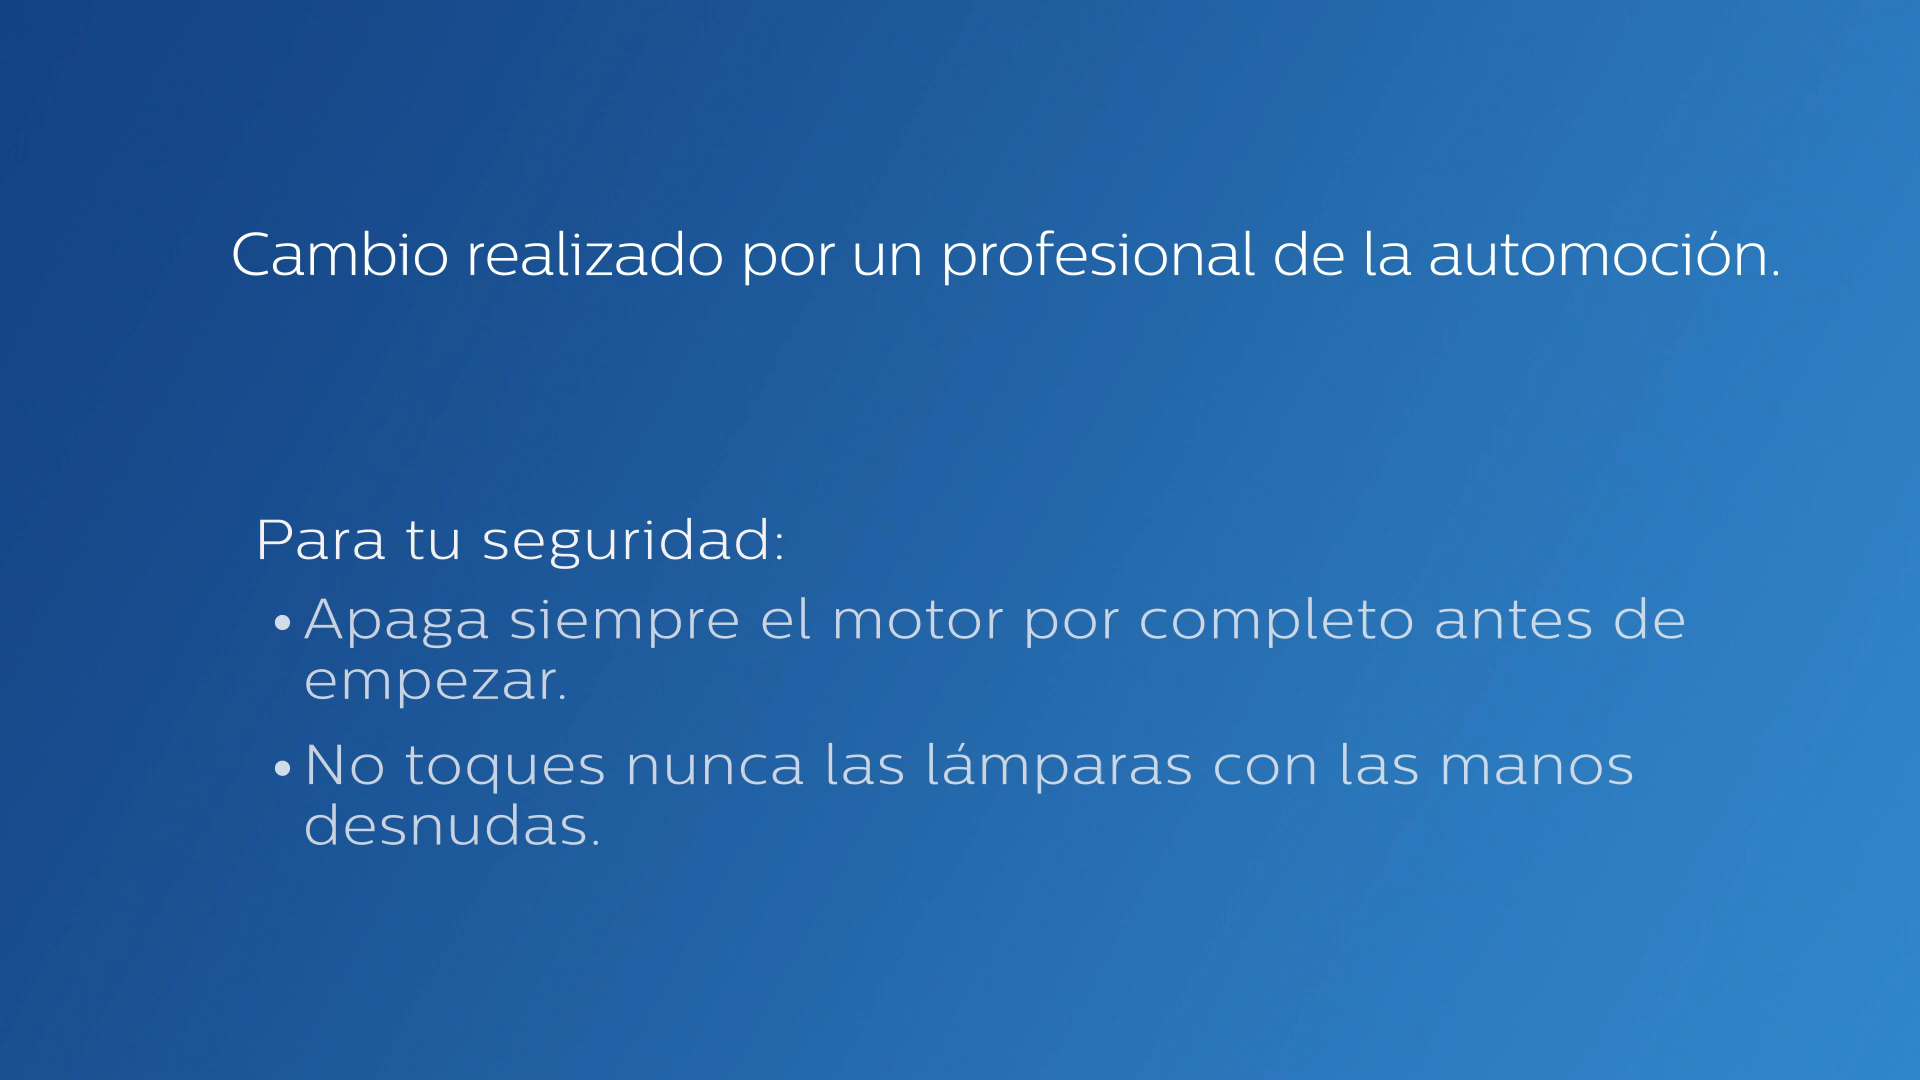 Cambio realizado por un profesional de la automoción.
Para tu seguridad:
• Apaga siempre el motor por completo antes de
empezar.
• No toques nunca las lámparas con las manos
desnudas.